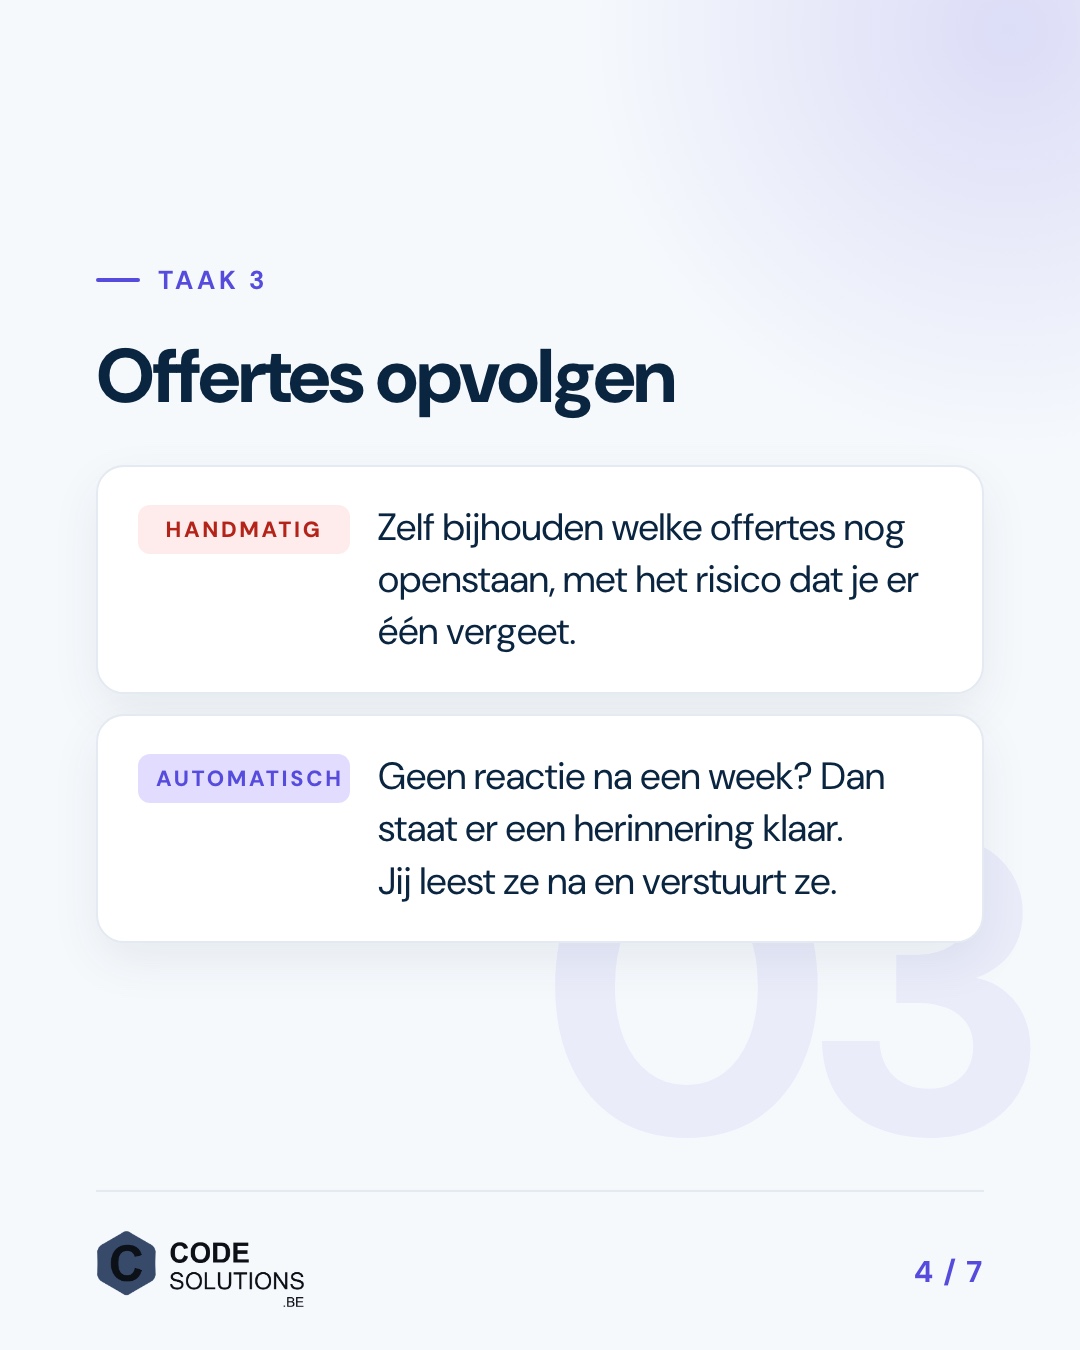 TAAK 3
Offertes opvolgen
HANDMATIG
Zelf bijhouden welke offertes nog
openstaan, met het risico dat je er
één vergeet.
AUTOMATISCH
Geen reactie na een week? Dan
staat er een herinnering klaar.
Jij leest ze na en verstuurt ze.
03
C
CODE
SOLUTIONS
.BE
4 / 7